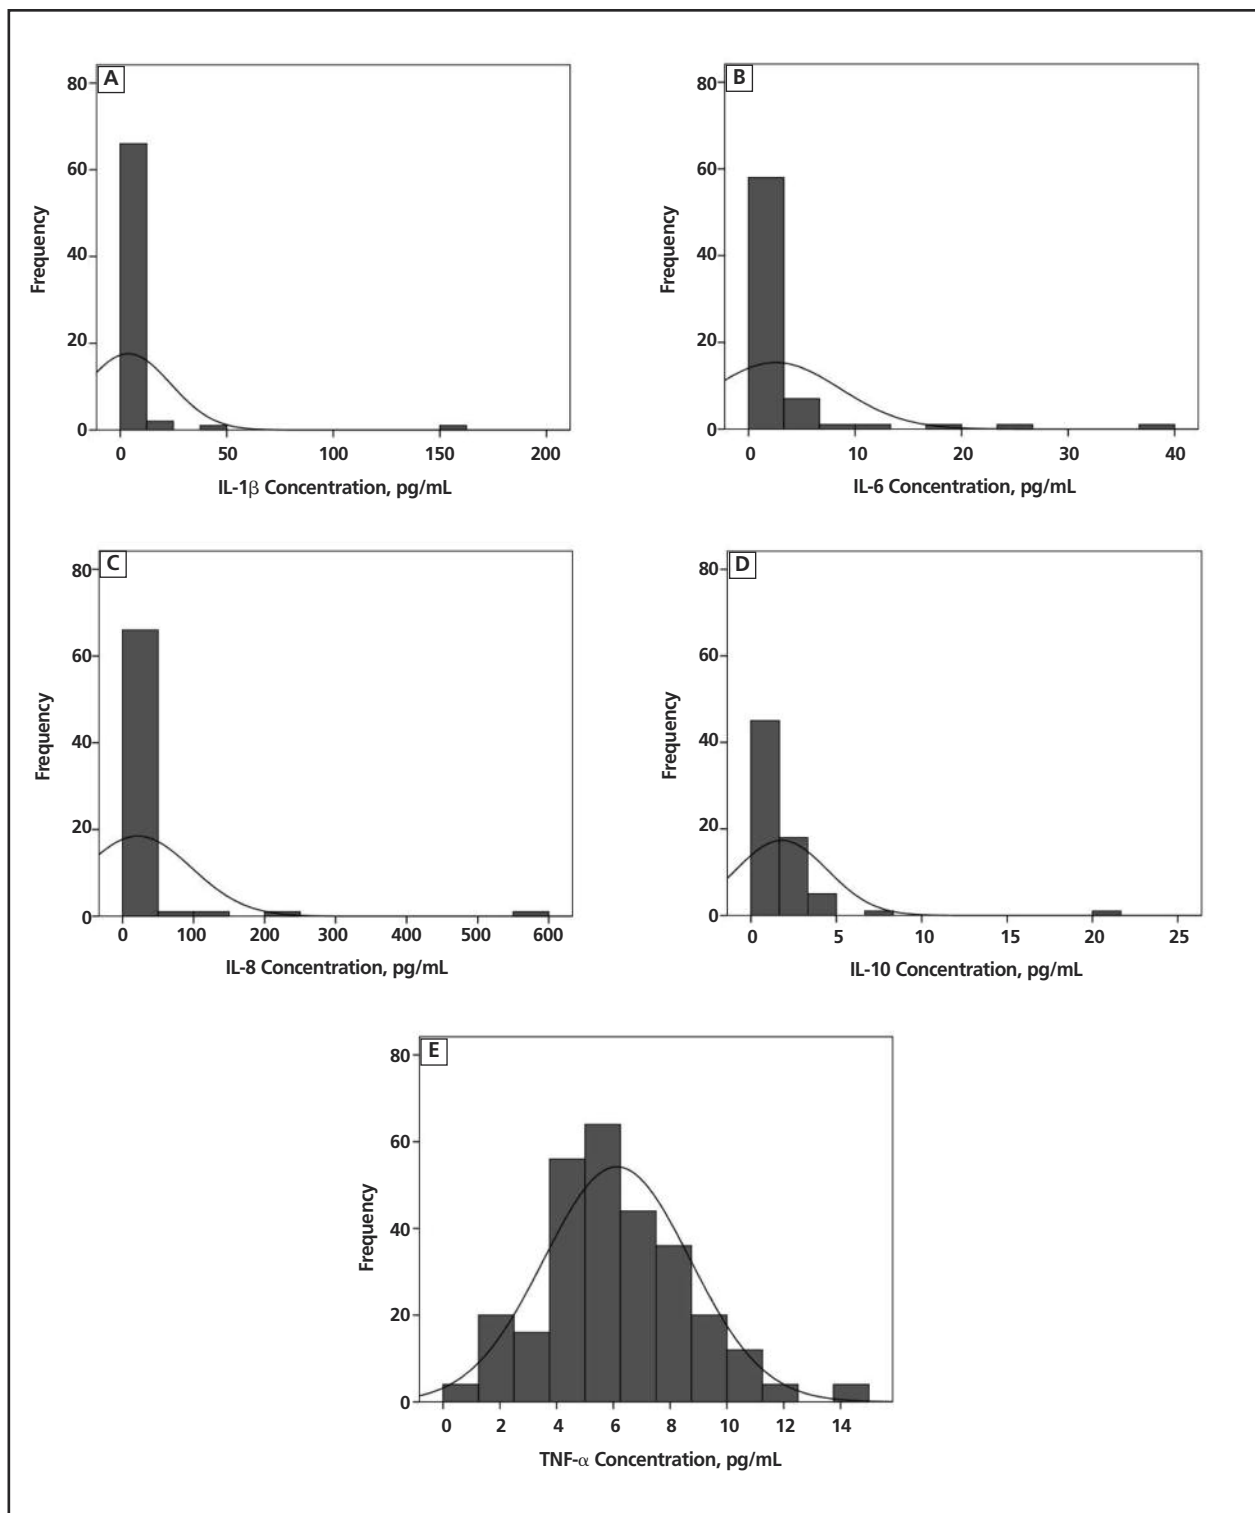 A
80
60
40
20
0
Frequency
0 50 100 150 200
IL-1β Concentration, pg/mL
B
80
60
40
20
0
Frequency
0 10 20 30 40
IL-6 Concentration, pg/mL
C
80
60
40
20
0
Frequency
0 100 200 300 400 500 600
IL-8 Concentration, pg/mL
D
80
60
40
20
0
Frequency
0 5 10 15 20 25
IL-10 Concentration, pg/mL
E
80
60
40
20
0
Frequency
0 2 4 6 8 10 12 14
TNF-α Concentration, pg/mL